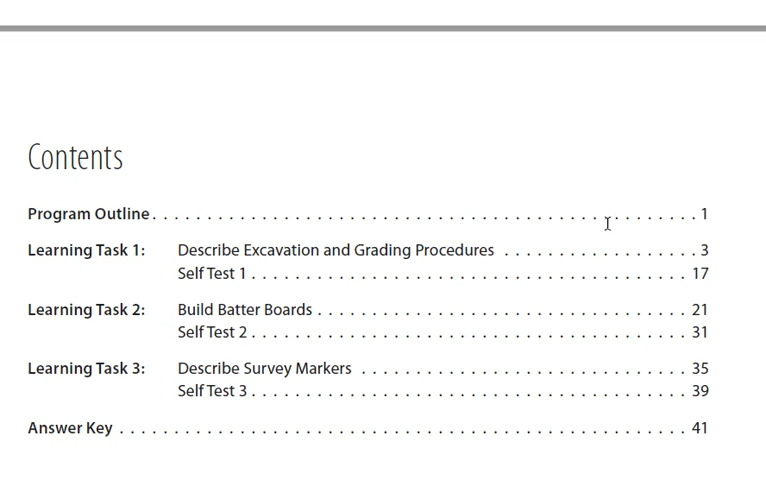 Contents
Program Outline. . . . . . . . . . . . . . . . . . . . . . . . . . . . . . . . . . . . . . . . . . . . . . . . . . . . . . . . . . . 1
Learning Task 1: Describe Excavation and Grading Procedures . . . . . . . . . . . . . . . . . . . . . 3
Self Test 1 . . . . . . . . . . . . . . . . . . . . . . . . . . . . . . . . . . . . . . . . . . . . . . . . 17
Learning Task 2: Build Batter Boards . . . . . . . . . . . . . . . . . . . . . . . . . . . . . . . . . . . . . . . . . 21
Self Test 2 . . . . . . . . . . . . . . . . . . . . . . . . . . . . . . . . . . . . . . . . . . . . . . . . 31
Learning Task 3: Describe Survey Markers . . . . . . . . . . . . . . . . . . . . . . . . . . . . . . . . . . . . 35
Self Test 3 . . . . . . . . . . . . . . . . . . . . . . . . . . . . . . . . . . . . . . . . . . . . . . . . 39
Answer Key . . . . . . . . . . . . . . . . . . . . . . . . . . . . . . . . . . . . . . . . . . . . . . . . . . . . . . . . . . . . . . 41